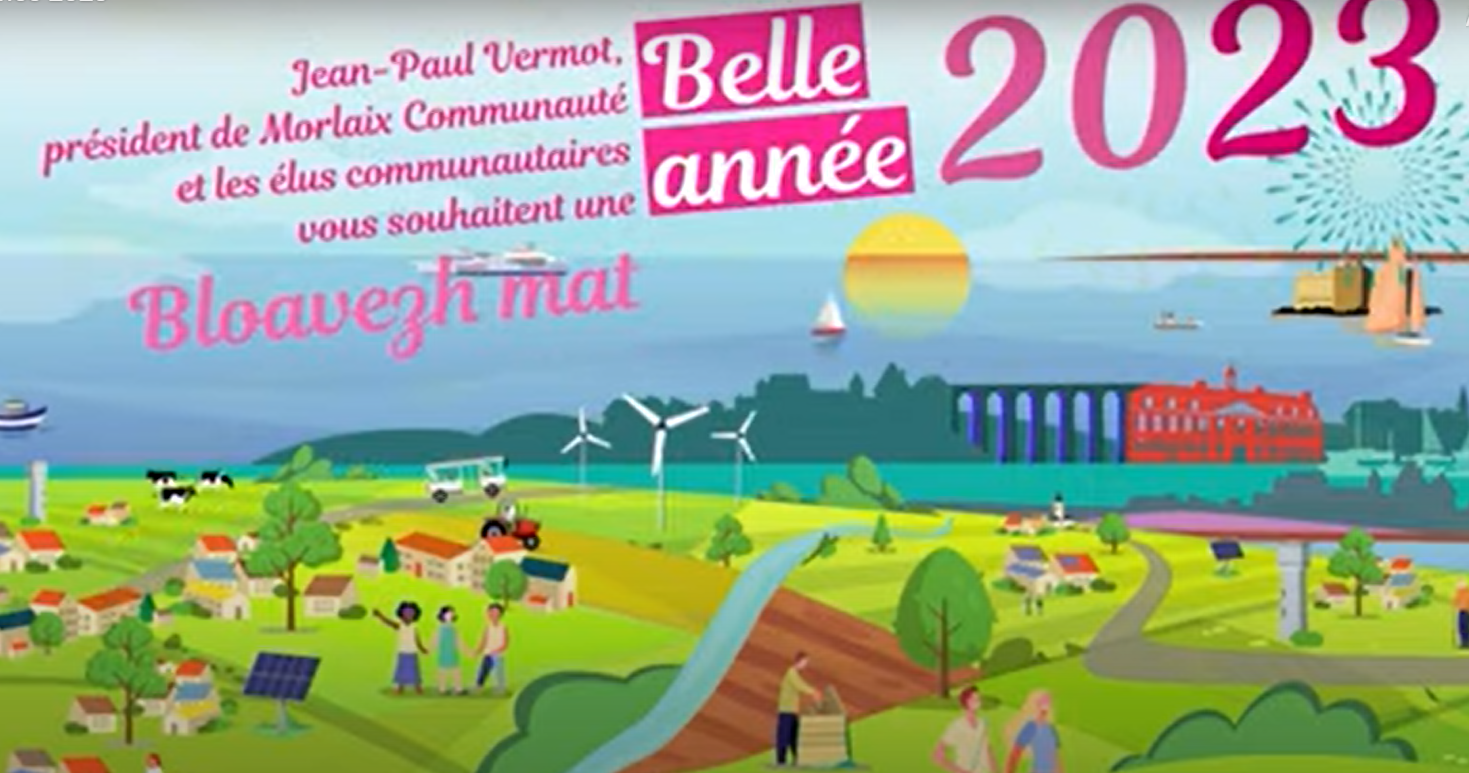 Jean-Paul Vermot,
président de Morlaix Communauté
et les élus communautaires
vous souhaitent une
Belle
année
2023
Bloavezh mat